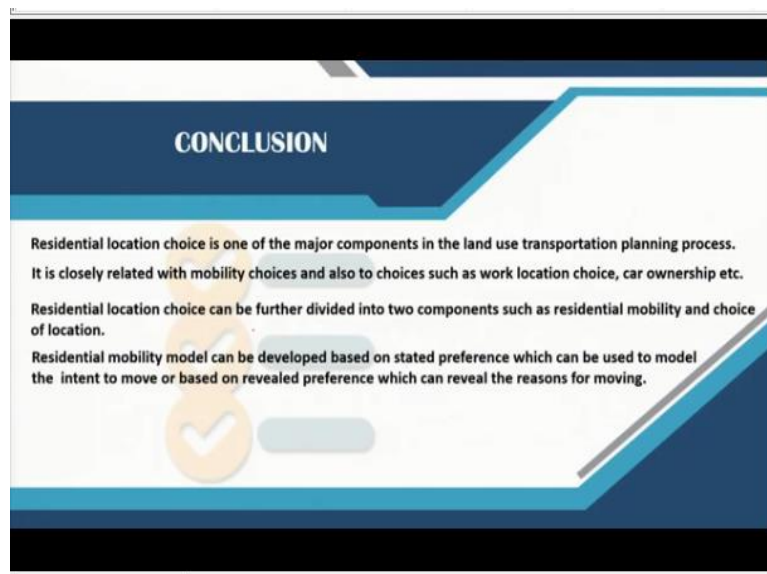 CONCLUSION
Residential location choice is one of the major components in the land use transportation planning process.
It is closely related with mobility choices and also to choices such as work location choice, car ownership etc.
Residential location choice can be further divided into two components such as residential mobility and choice
of location.
Residential mobility model can be developed based on stated preference which can be used to model
the intent to move or based on revealed preference which can reveal the reasons for moving.